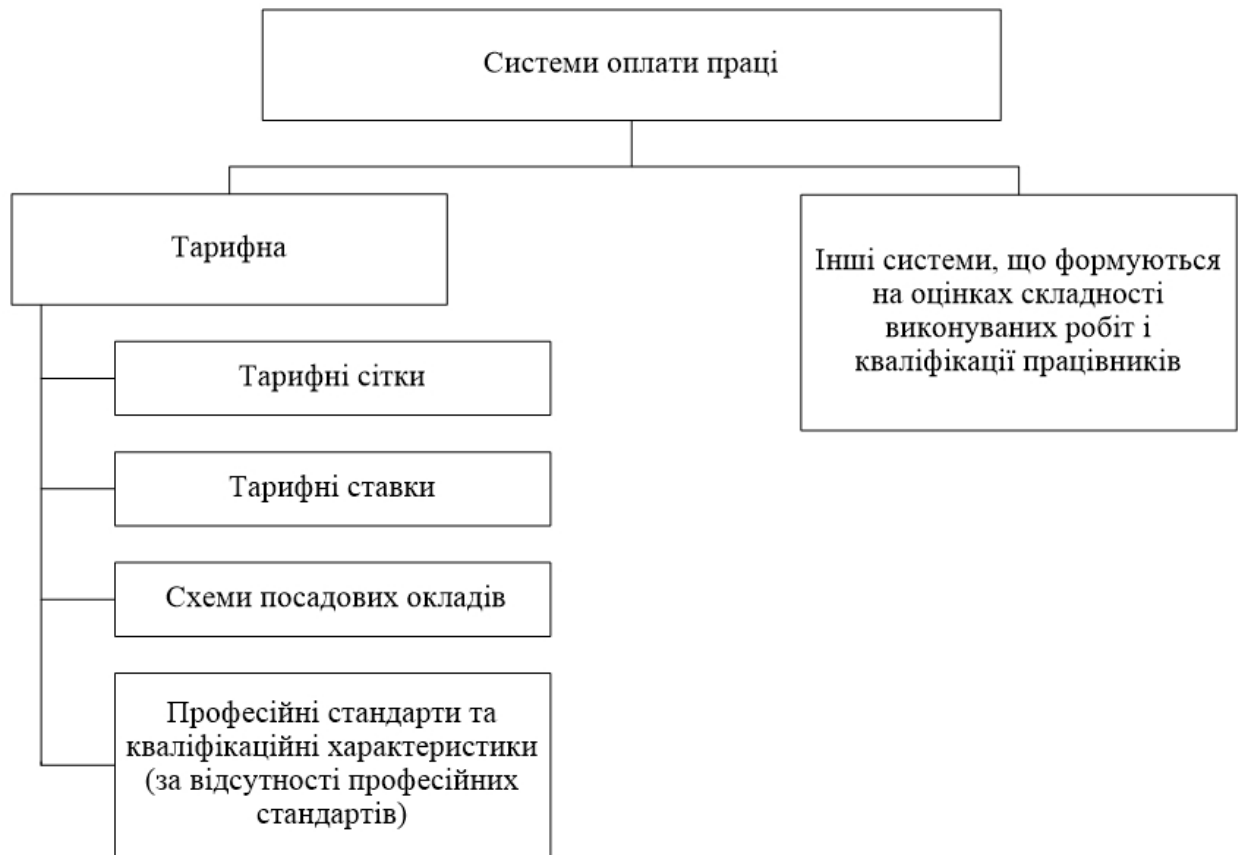 Системи оплати праці
Тарифна
Тарифні сітки
Тарифні ставки
Схеми посадових окладів
Професійні стандарти та
кваліфікаційні характеристики
(за відсутності професійних
стандартів)
Інші системи, що формуються
на оцінках складності
виконуваних робіт і
кваліфікації працівників